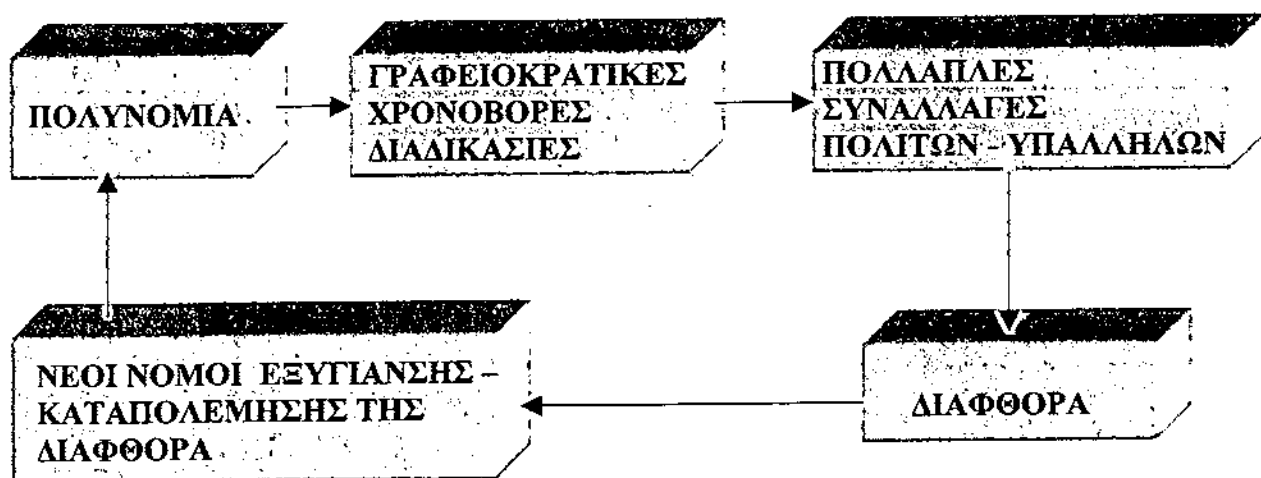 ΠΟΛΥΝΟΜΙΑ
ΓΡΑΦΕΙΟΚΡΑΤΙΚΕΣ
ΧΡΟΝΟΒΟΡΕΣ
ΔΙΑΔΙΚΑΣΙΕΣ
ΠΟΛΛΑΠΛΕΣ
ΣΥΝΑΛΛΑΓΕΣ
ΠΟΛΙΤΩΝ – ΥΠΑΛΛΗΛΩΝ
ΝΕΟΙ ΝΟΜΟΙ ΕΞΥΓΙΑΝΣΗΣ –
ΚΑΤΑΠΟΛΕΜΗΣΗΣ ΤΗΣ
ΔΙΑΦΘΟΡΑ
ΔΙΑΦΘΟΡΑ